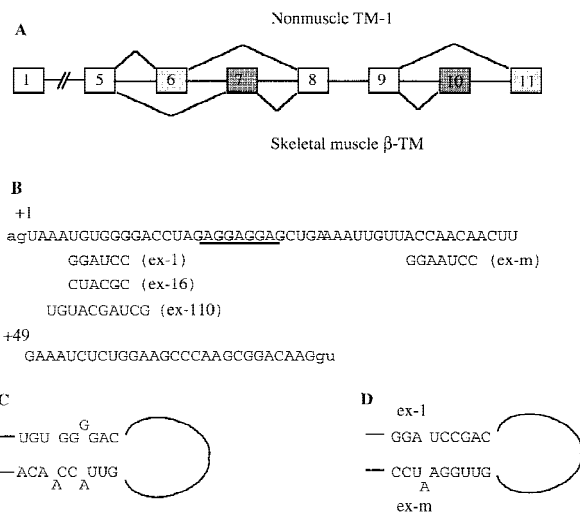 Nonmuscle TM-1
A
1 5 6 7 8 9 10 11
Skeletal muscle β-TM
B
+1
agUAAAUGUGGGGACCUAGAGGAGGAGCUGAAAAUUGUUACCAACAACUU
GGAUCC (ex-1) GGAAUCC (ex-m)
CUACGC (ex-16)
UGUACGAUCG (ex-110)
+49
GAAAUCUCUGGAAGCCCAAGCGGACAAGgu
C D
ex-1
G
UGU GG GAC GGA UCCGAC
ACA CC UUG CCU AGGUUG
A A A
ex-m